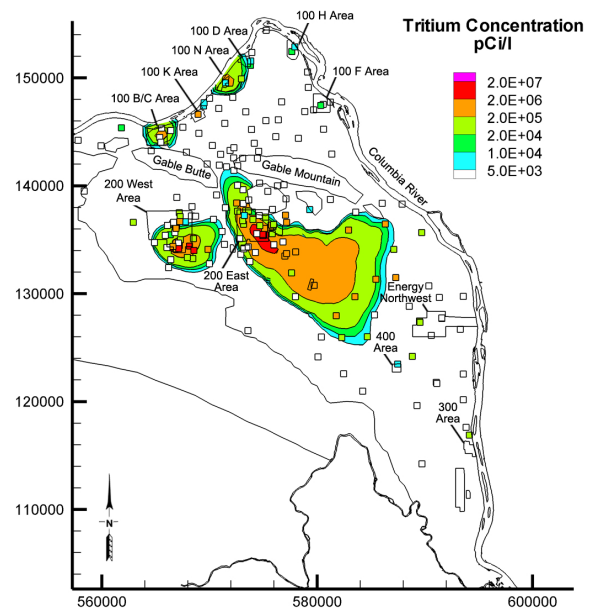 Tritium Concentration
pCi/l
2.0E+07
2.0E+06
2.0E+05
2.0E+04
1.0E+04
5.0E+03
100 H Area
100 D Area
100 N Area
100 K Area
100 B/C Area
100 F Area
Columbia River
Gable Butte
Gable Mountain
200 West
Area
200 East
Area
Energy
Northwest
400
Area
300
Area
N
150000
140000
130000
120000
110000
560000
580000
600000